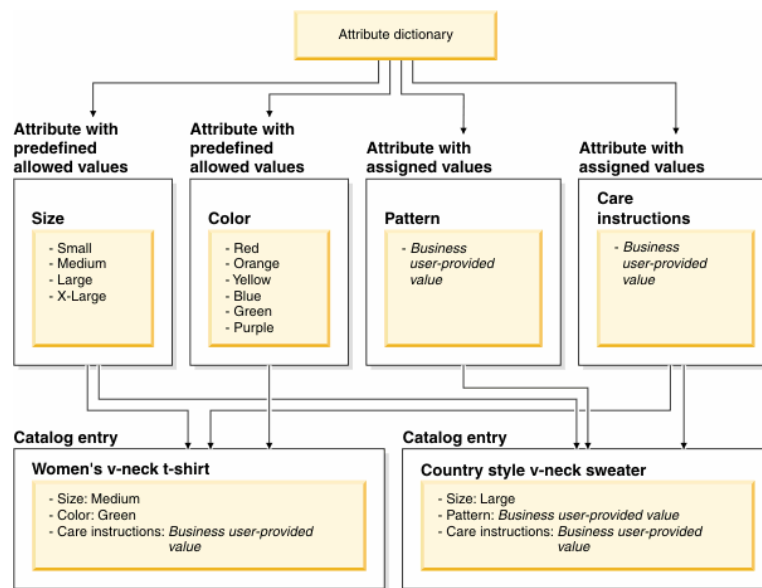 Attribute dictionary
Attribute with
predefined
allowed values
Attribute with
predefined
allowed values
Attribute with
assigned values
Attribute with
assigned values
Size
- Small
- Medium
- Large
- X-Large
Color
- Red
- Orange
- Yellow
- Blue
- Green
- Purple
Pattern
- Business
user-provided
value
Care
instructions
- Business
user-provided
value
Catalog entry
Women's v-neck t-shirt
- Size: Medium
- Color: Green
- Care instructions: Business user-provided
value
Catalog entry
Country style v-neck sweater
- Size: Large
- Pattern: Business user-provided value
- Care instructions: Business user-provided
value